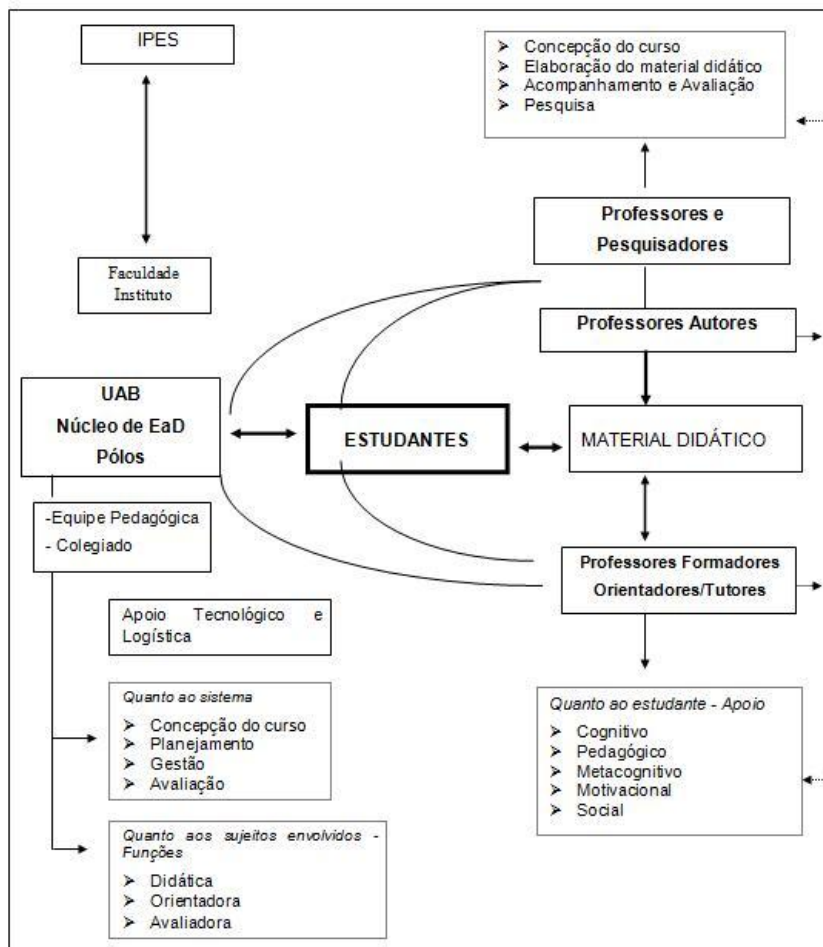 IPES
➢ Concepção do curso
➢ Elaboração do material didático
➢ Acompanhamento e Avaliação
➢ Pesquisa
Professores e
Pesquisadores
Faculdade
Instituto
Professores Autores
UAB
Núcleo de EaD
Pólos
ESTUDANTES
MATERIAL DIDÁTICO
-Equipe Pedagógica
- Colegiado
Professores Formadores
Orientadores/Tutores
Apoio Tecnológico e
Logística
Quanto ao sistema
➢ Concepção do curso
➢ Planejamento
➢ Gestão
➢ Avaliação
Quanto ao estudante - Apoio
➢ Cognitivo
➢ Pedagógico
➢ Metacognitivo
➢ Motivacional
➢ Social
Quanto aos sujeitos envolvidos -
Funções
➢ Didática
➢ Orientadora
➢ Avaliadora